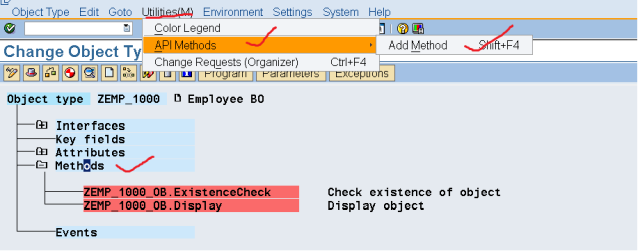 Object Type Edit Goto Utilities(M) Environment Settings System Help
Color Legend
API Methods Add Method Shift+F4
Change Requests (Organizer) Ctrl+F4
Change Object Ty
Program Parameters Exceptions
Object type ZEMP_1000 Employee BO
Interfaces
Key fields
Attributes
Methods
ZEMP_1000_OB.ExistenceCheck Check existence of object
ZEMP_1000_OB.Display Display object
Events